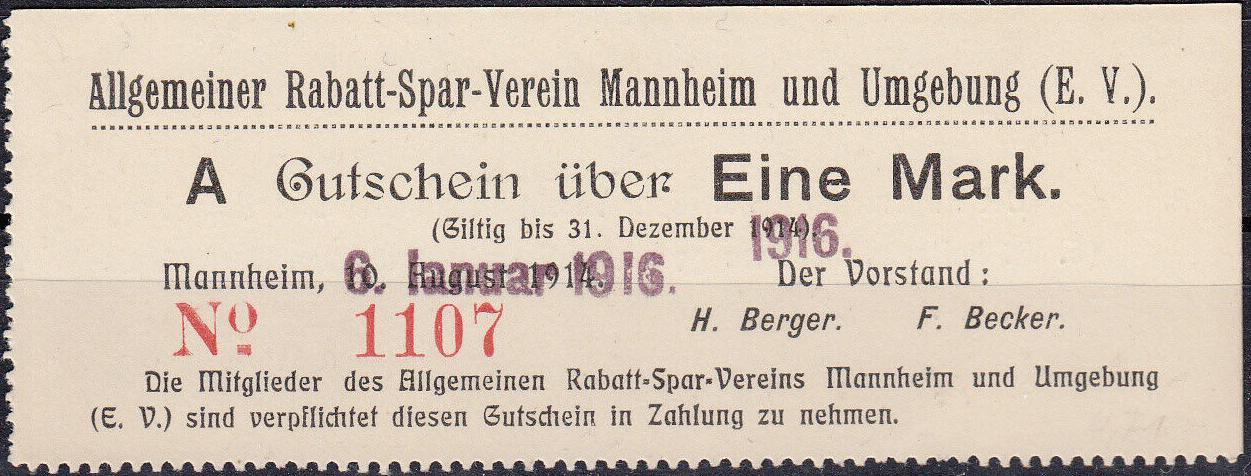 Allgemeiner Rabatt-Spar-Verein Mannheim und Umgebung (E. V.).
A Gutschein über Eine Mark.
(Giltig bis 31. Dezember 1914).
1916.
Mannheim, 10. August 1914.
6. Januar 1916.
Der Vorstand:
No 1107
H. Berger. F. Becker.
Die Mitglieder des Allgemeinen Rabatt-Spar-Vereins Mannheim und Umgebung
(E. V.) sind verpflichtet diesen Gutschein in Zahlung zu nehmen.